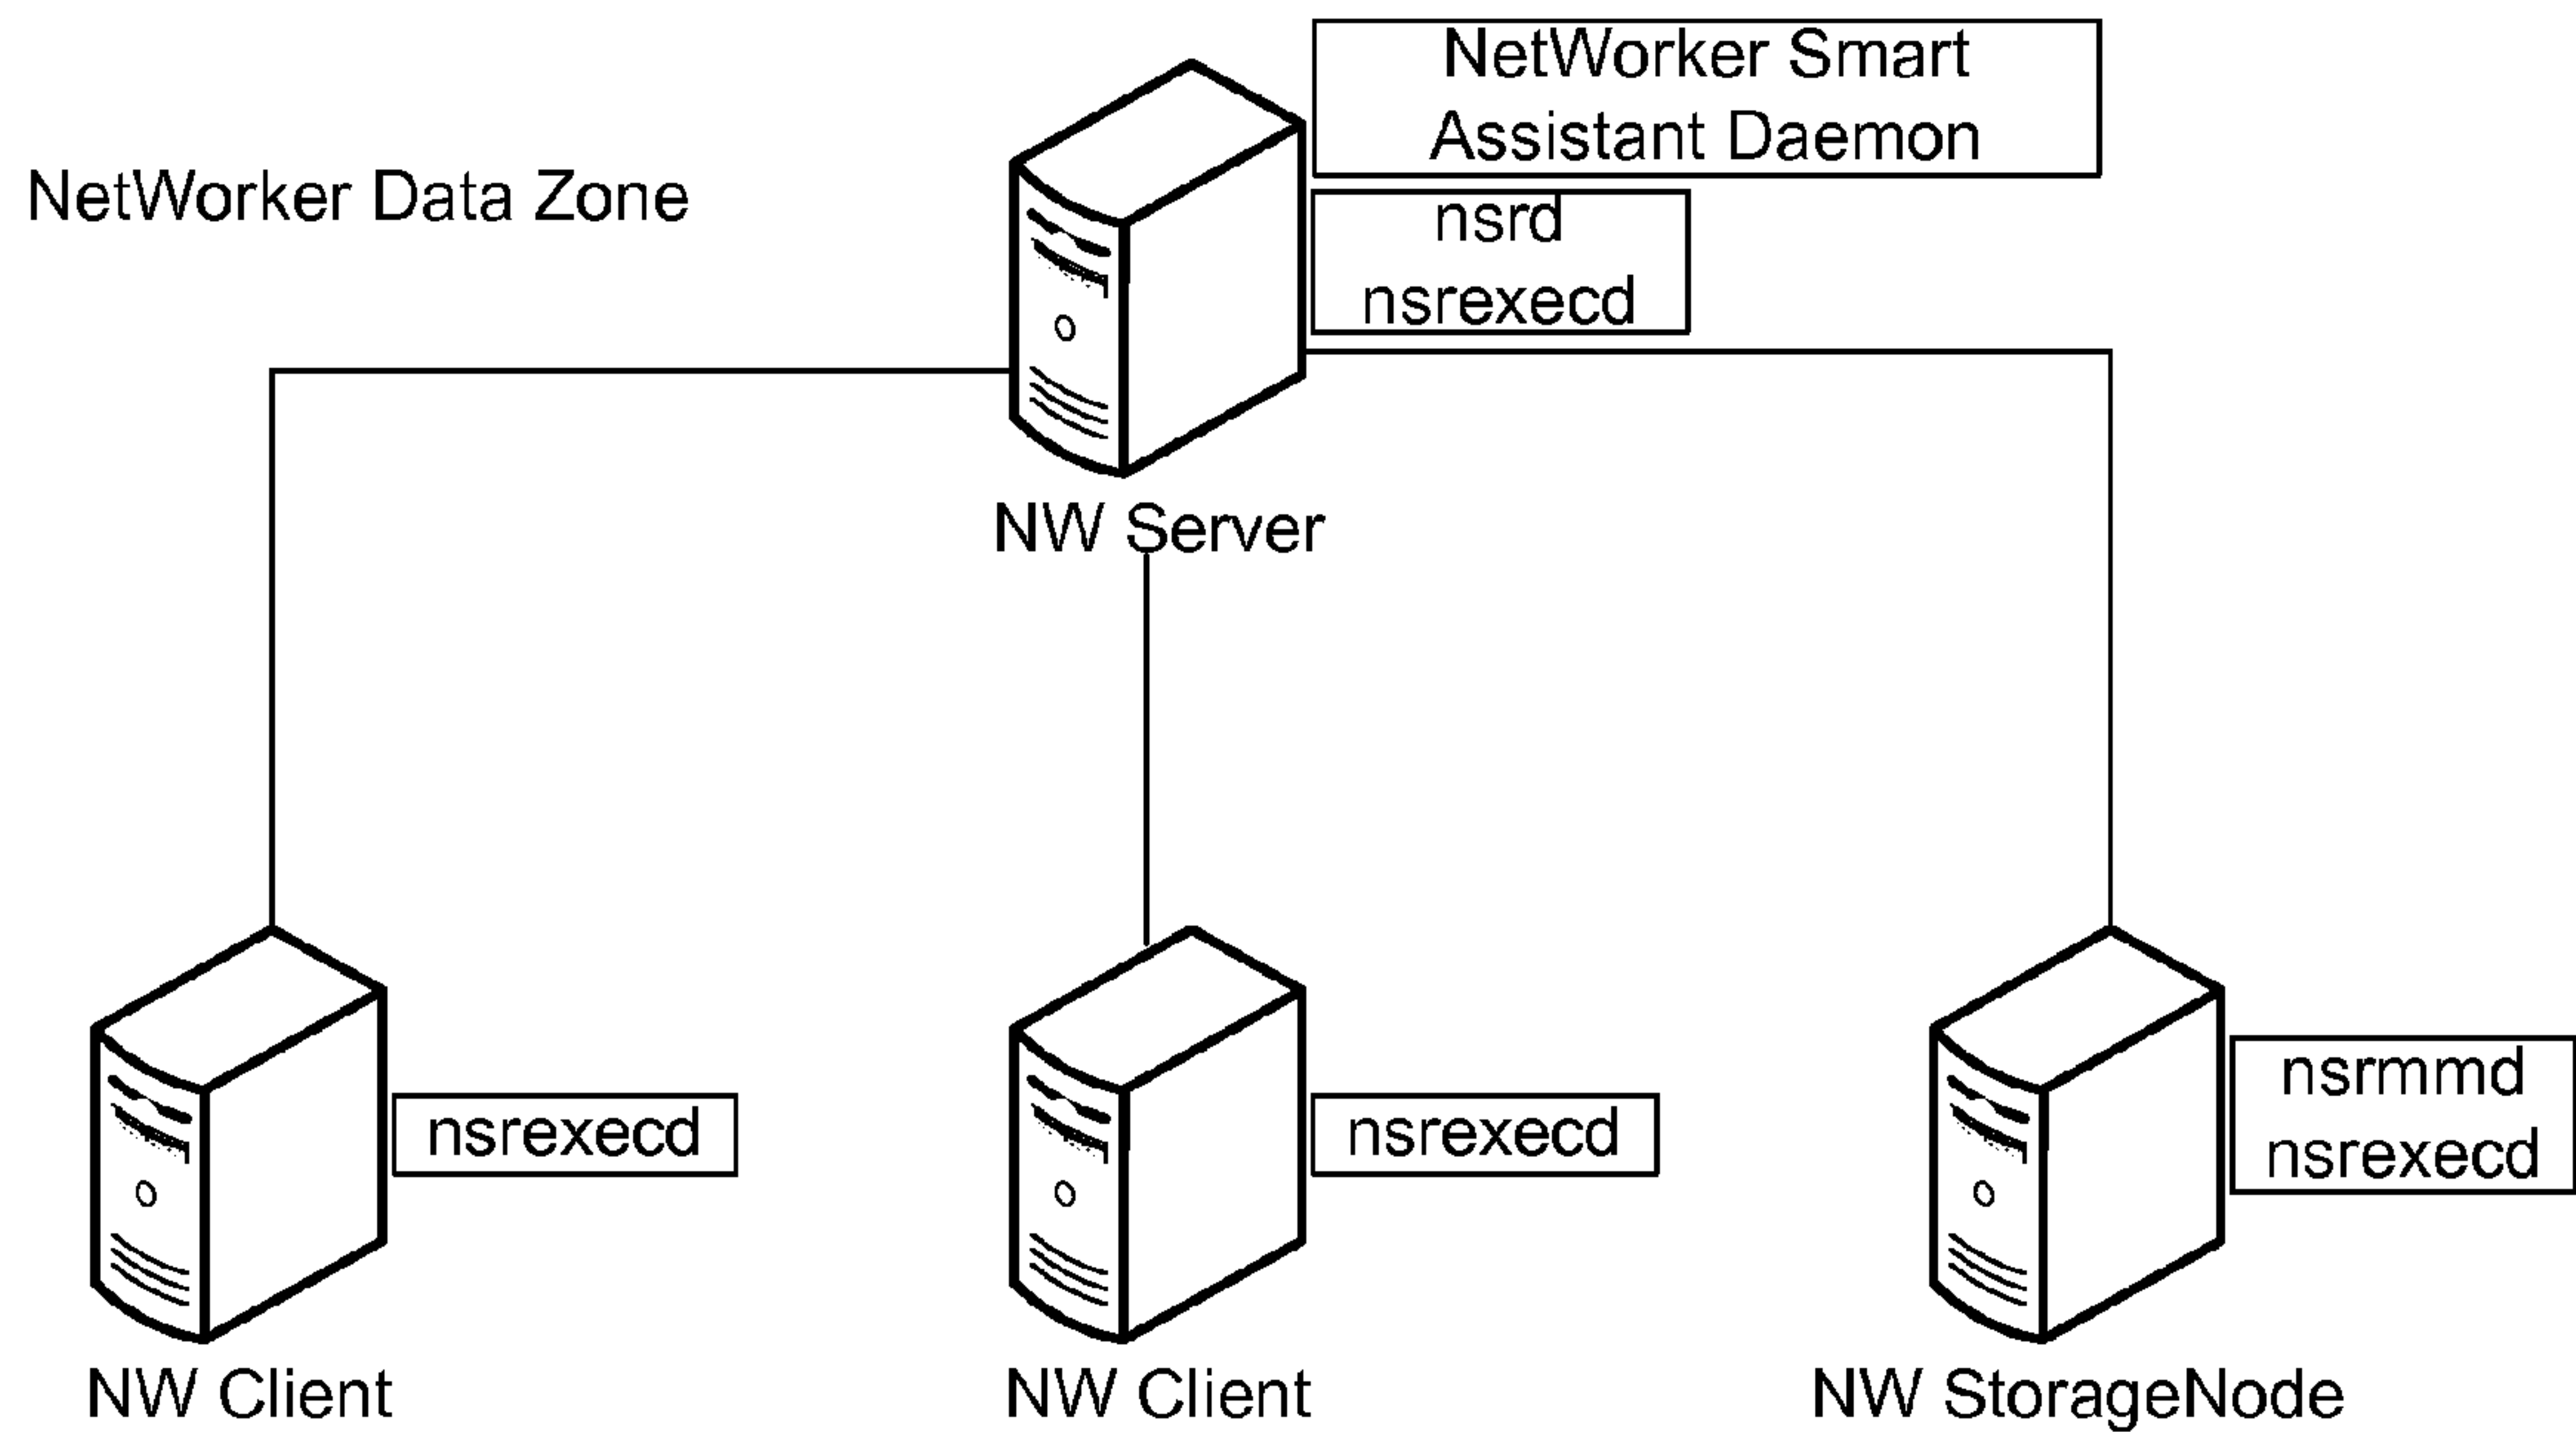 NetWorker Smart
Assistant Daemon
NetWorker Data Zone
nsrd
nsrexecd
NW Server
nsrexecd
nsrexecd
nsrmmd
nsrexecd
NW Client
NW Client
NW StorageNode